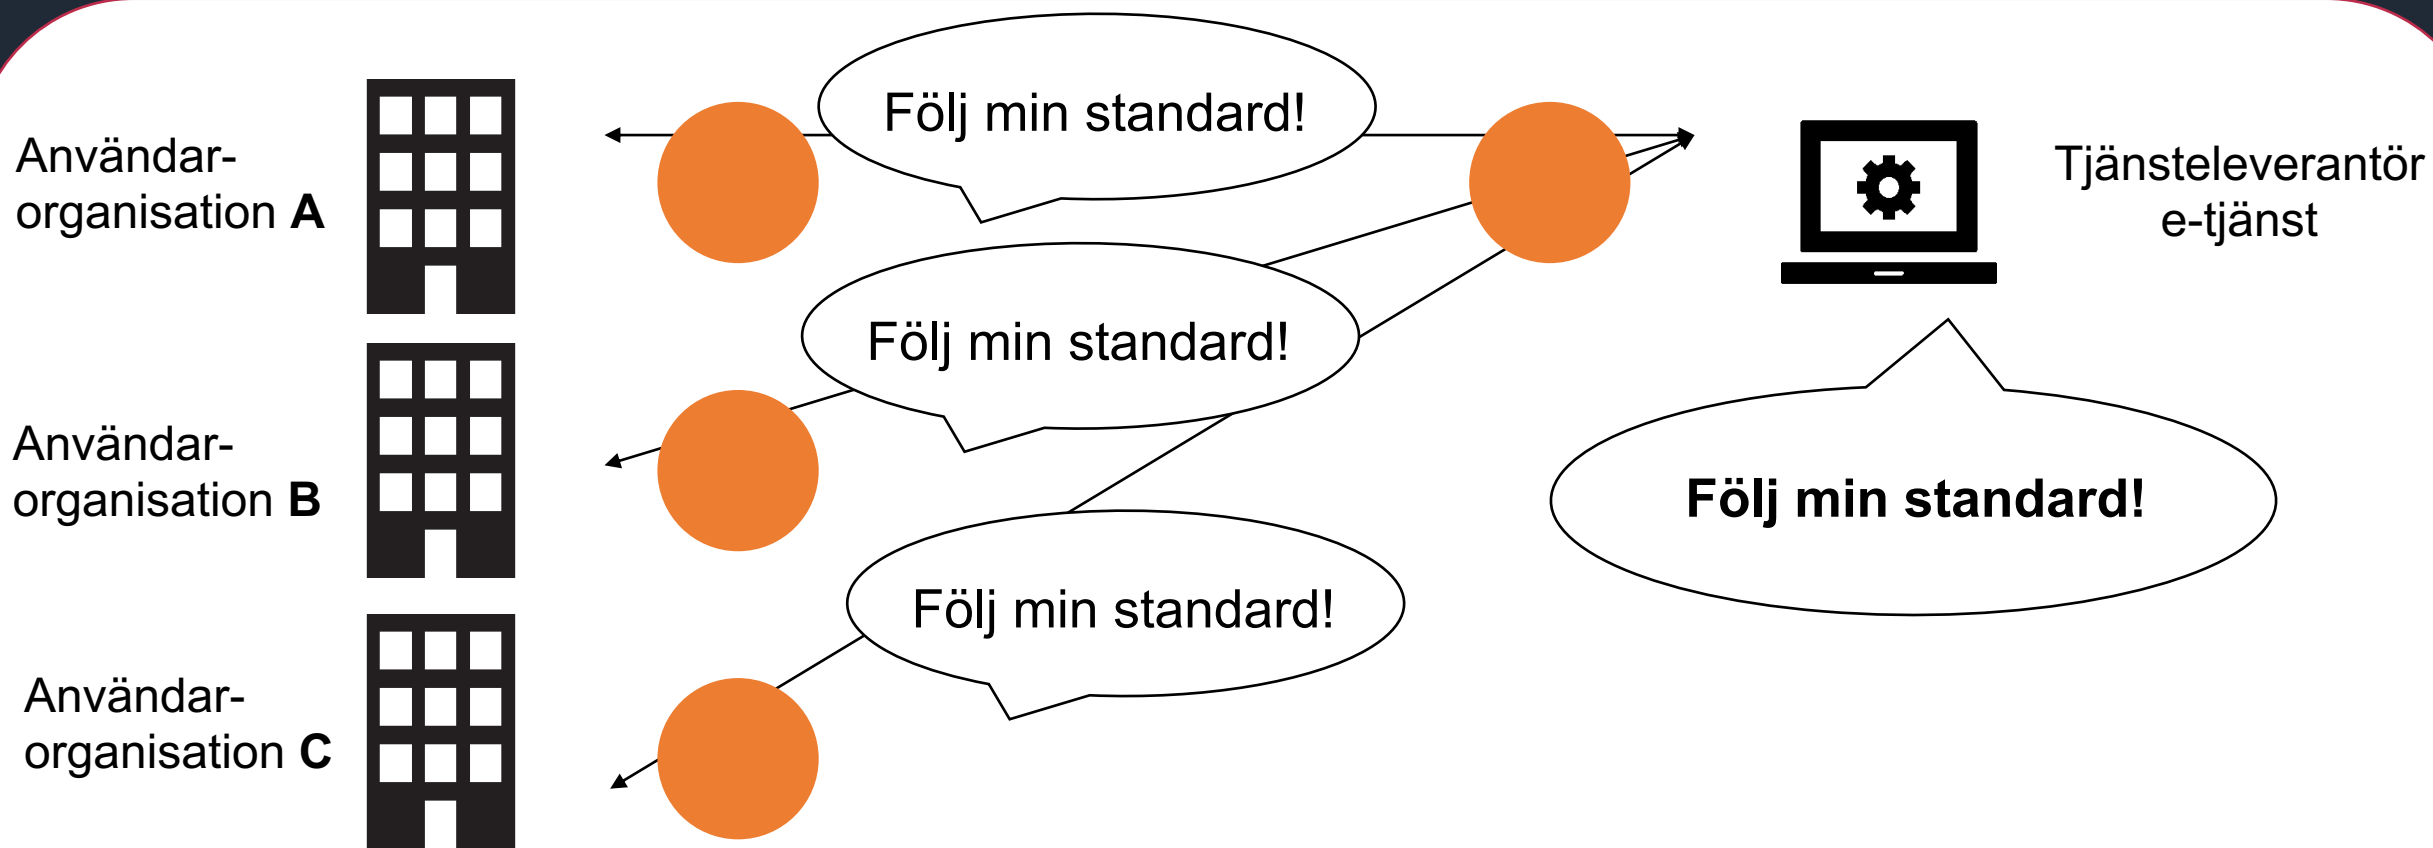 Användar-
organisation A
Följ min standard!
Tjänsteleverantör
e-tjänst
Följ min standard!
Användar-
organisation B
Följ min standard!
Följ min standard!
Användar-
organisation C